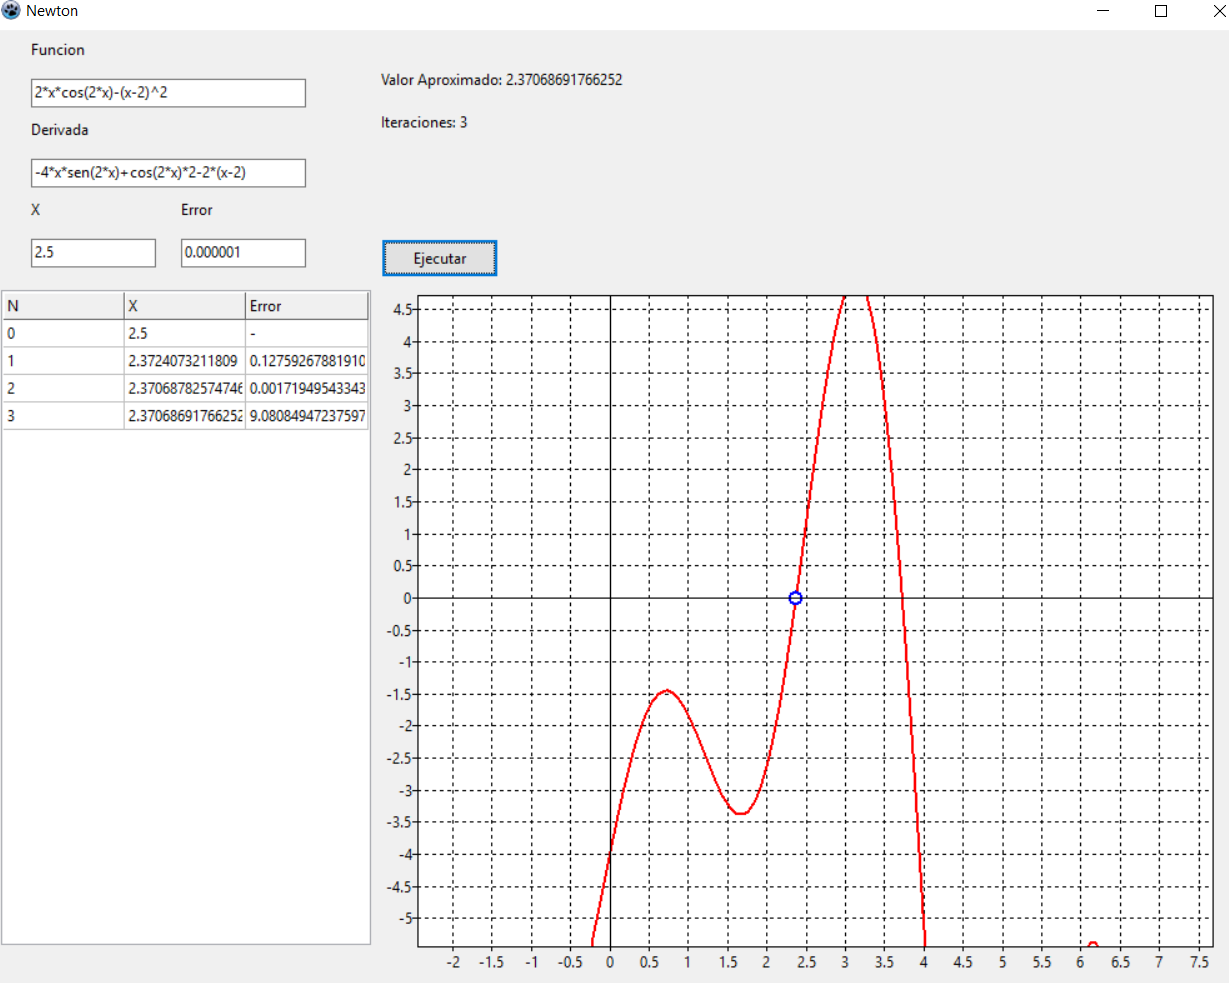 Newton
Funcion
2*x*cos(2*x)-(x-2)^2
Valor Aproximado: 2.37068691766252
Derivada
Iteraciones: 3
-4*x*sen(2*x)+cos(2*x)*2-2*(x-2)
X Error
2.5 0.000001
Ejecutar
N X Error
0 2.5 -
1 2.3724073211809 0.12759267881910
2 2.37068782574746 0.00171949543343
3 2.37068691766252 9.08084947237597
4.5
4
3.5
3
2.5
2
1.5
1
0.5
0
-0.5
-1
-1.5
-2
-2.5
-3
-3.5
-4
-4.5
-5
-2 -1.5 -1 -0.5 0 0.5 1 1.5 2 2.5 3 3.5 4 4.5 5 5.5 6 6.5 7 7.5